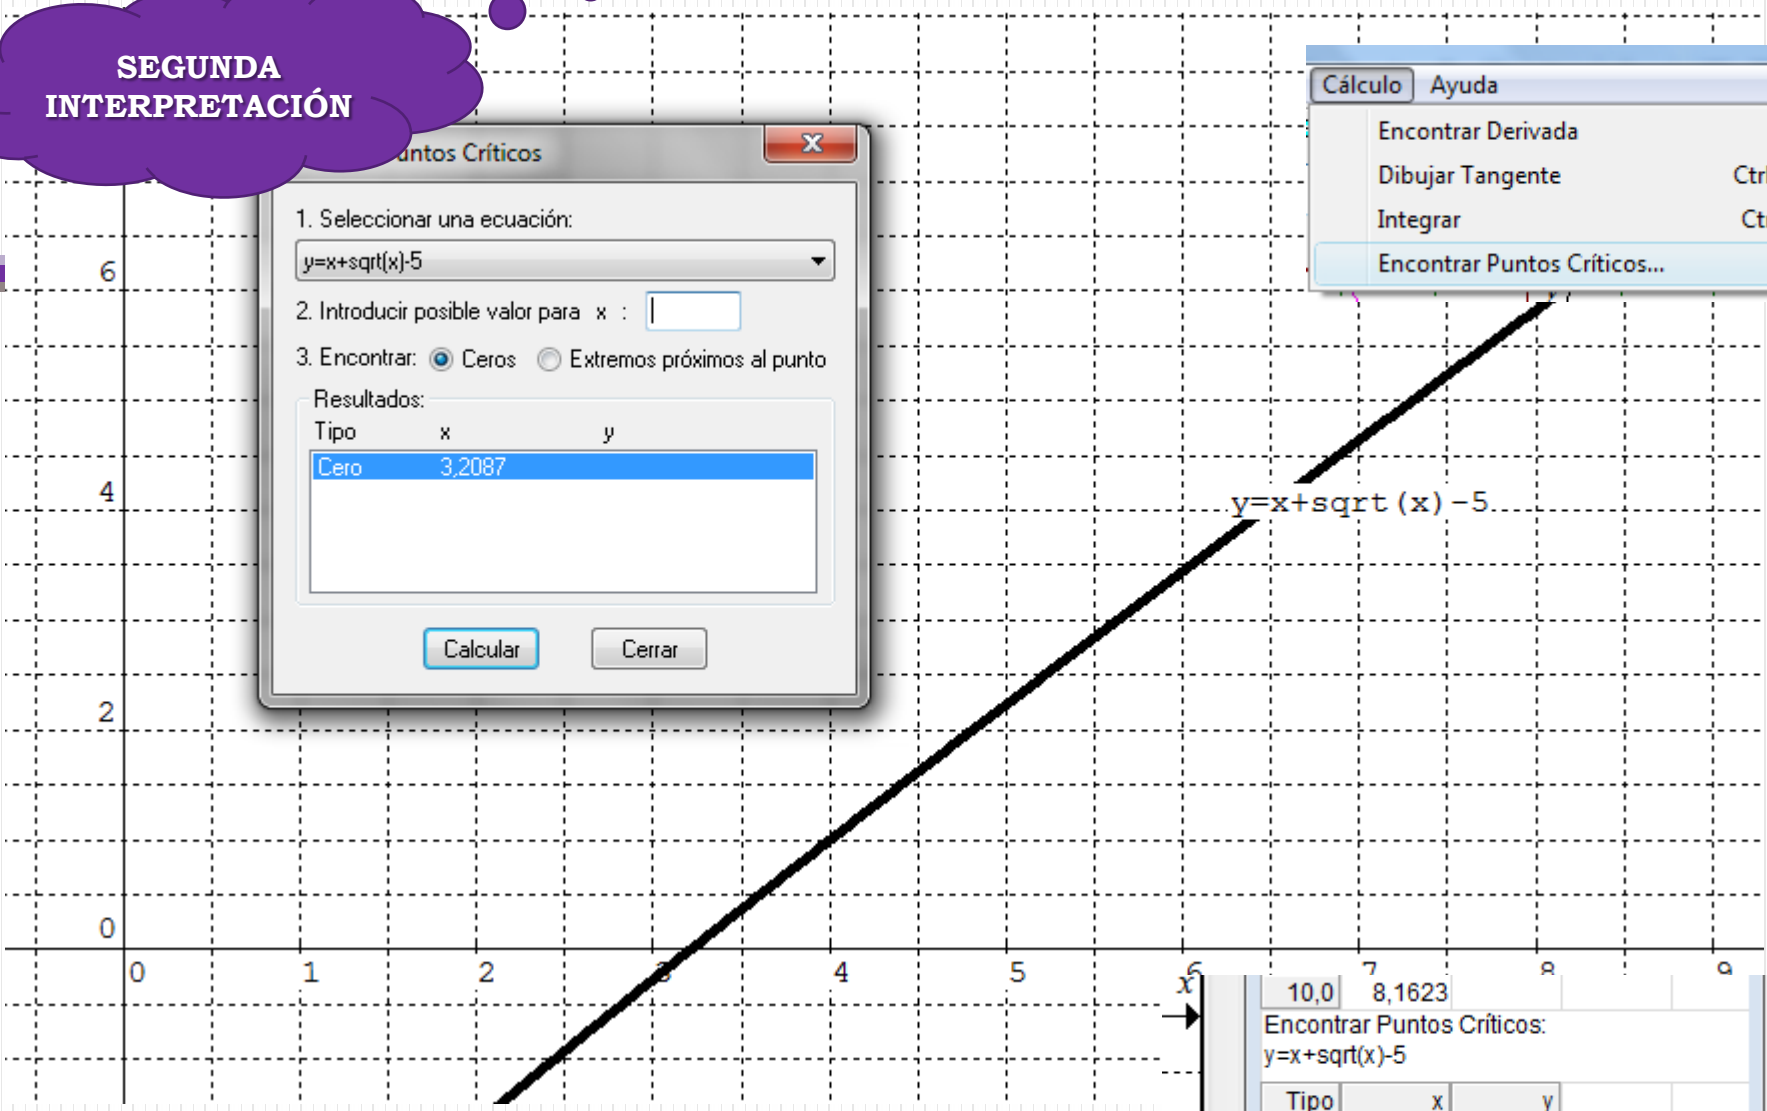 SEGUNDA
INTERPRETACIÓN
Cálculo Ayuda
Encontrar Derivada
Dibujar Tangente
Integrar
Encontrar Puntos Críticos...
Críticos
1. Seleccionar una ecuación:
y=x+sqrt(x)-5
2. Introducir posible valor para x :
3. Encontrar: Ceros Extremos próximos al punto
Resultados:
Tipo x y
Cero 3,2087
Calcular Cerrar
6
4
2
0
y=x+sqrt(x)-5
0 1 2 3 4 5 6 7 8 9
x
10,0 8,1623
Encontrar Puntos Críticos:
y=x+sqrt(x)-5
Tipo x y